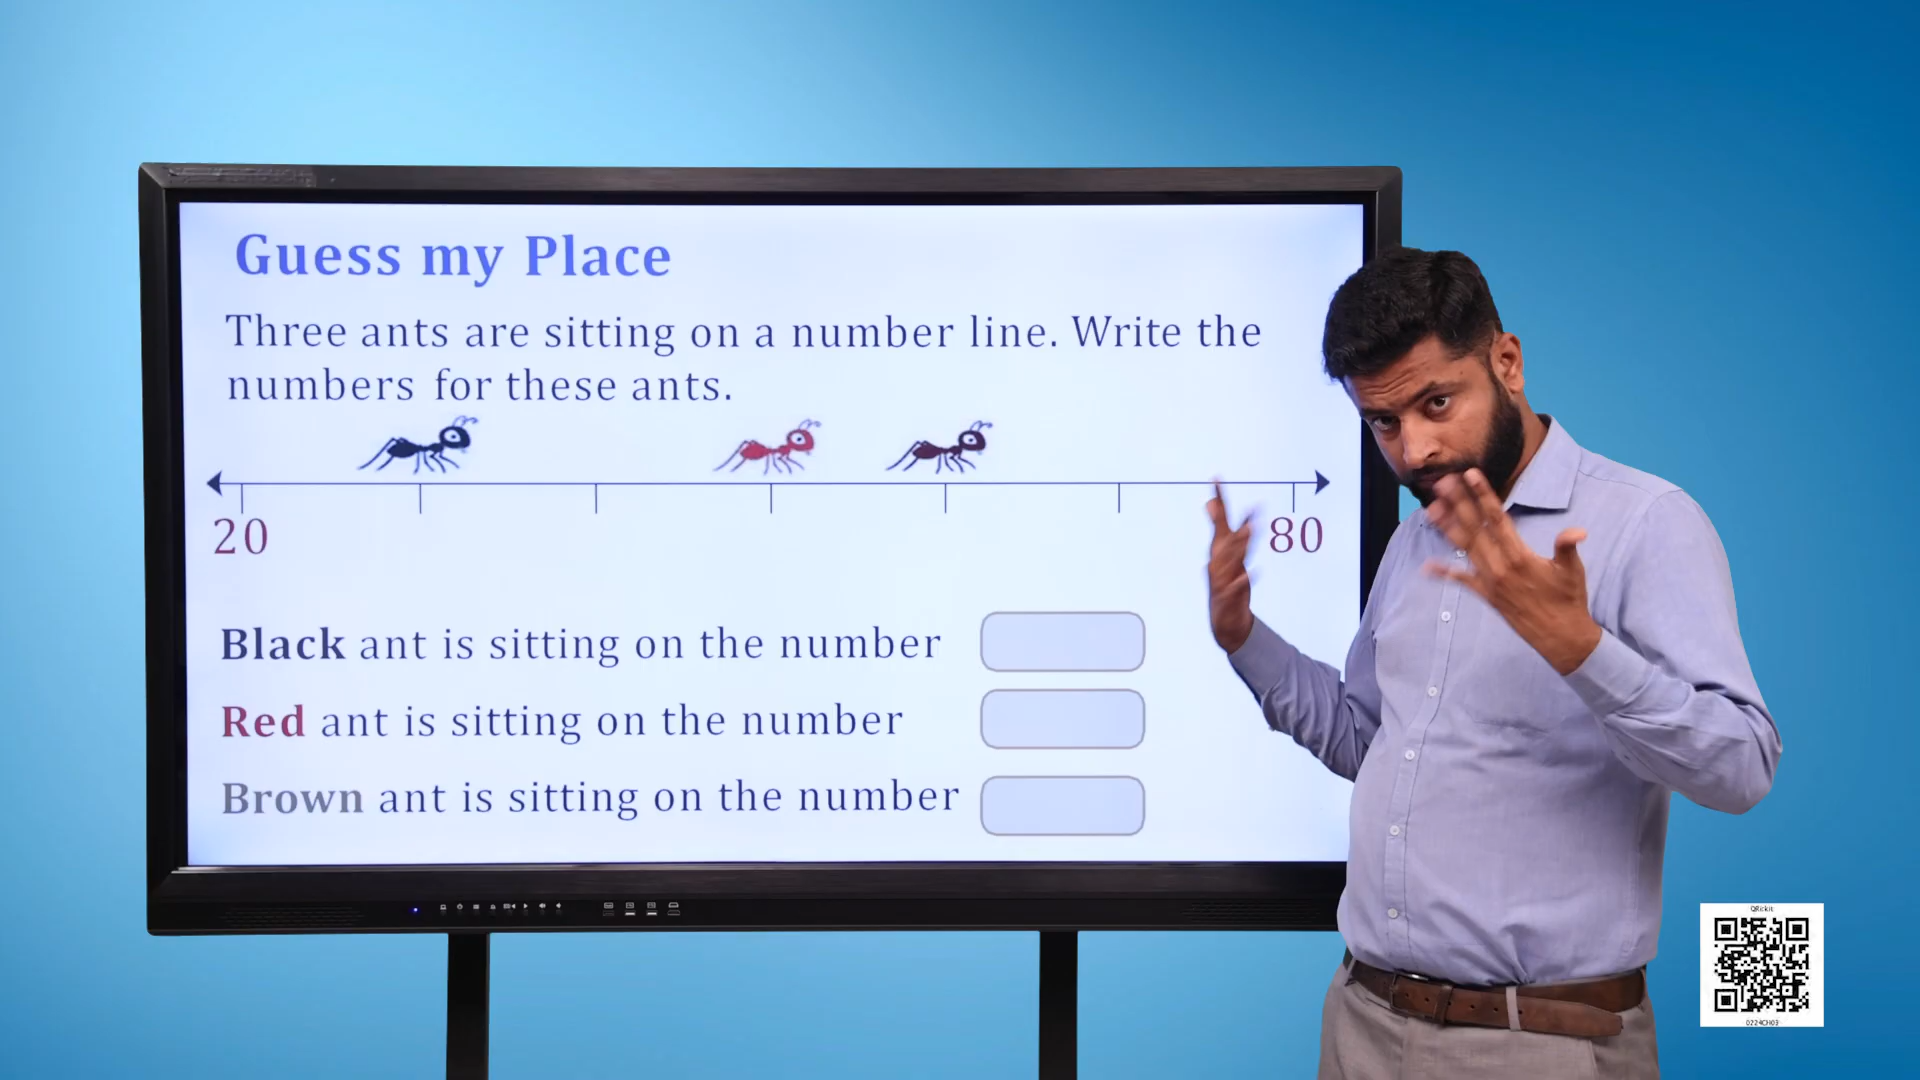 Guess my Place
Three ants are sitting on a number line. Write the
numbers for these ants.
20
80
Black ant is sitting on the number
Red ant is sitting on the number
Brown ant is sitting on the number
QRickit
0224CH03